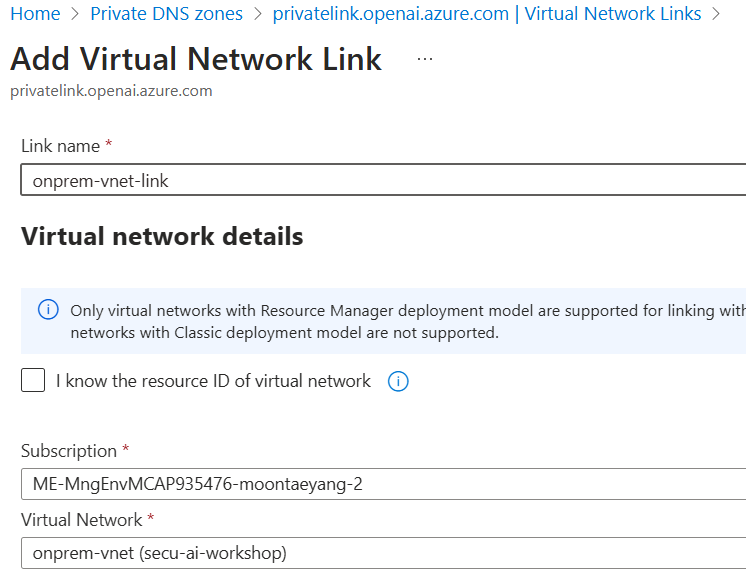 Home > Private DNS zones > privatelink.openai.azure.com | Virtual Network Links >
Add Virtual Network Link ...
privatelink.openai.azure.com
Link name *
onprem-vnet-link
Virtual network details
Only virtual networks with Resource Manager deployment model are supported for linking with
networks with Classic deployment model are not supported.
I know the resource ID of virtual network
Subscription *
ME-MngEnvMCAP935476-moontaeyang-2
Virtual Network *
onprem-vnet (secu-ai-workshop)